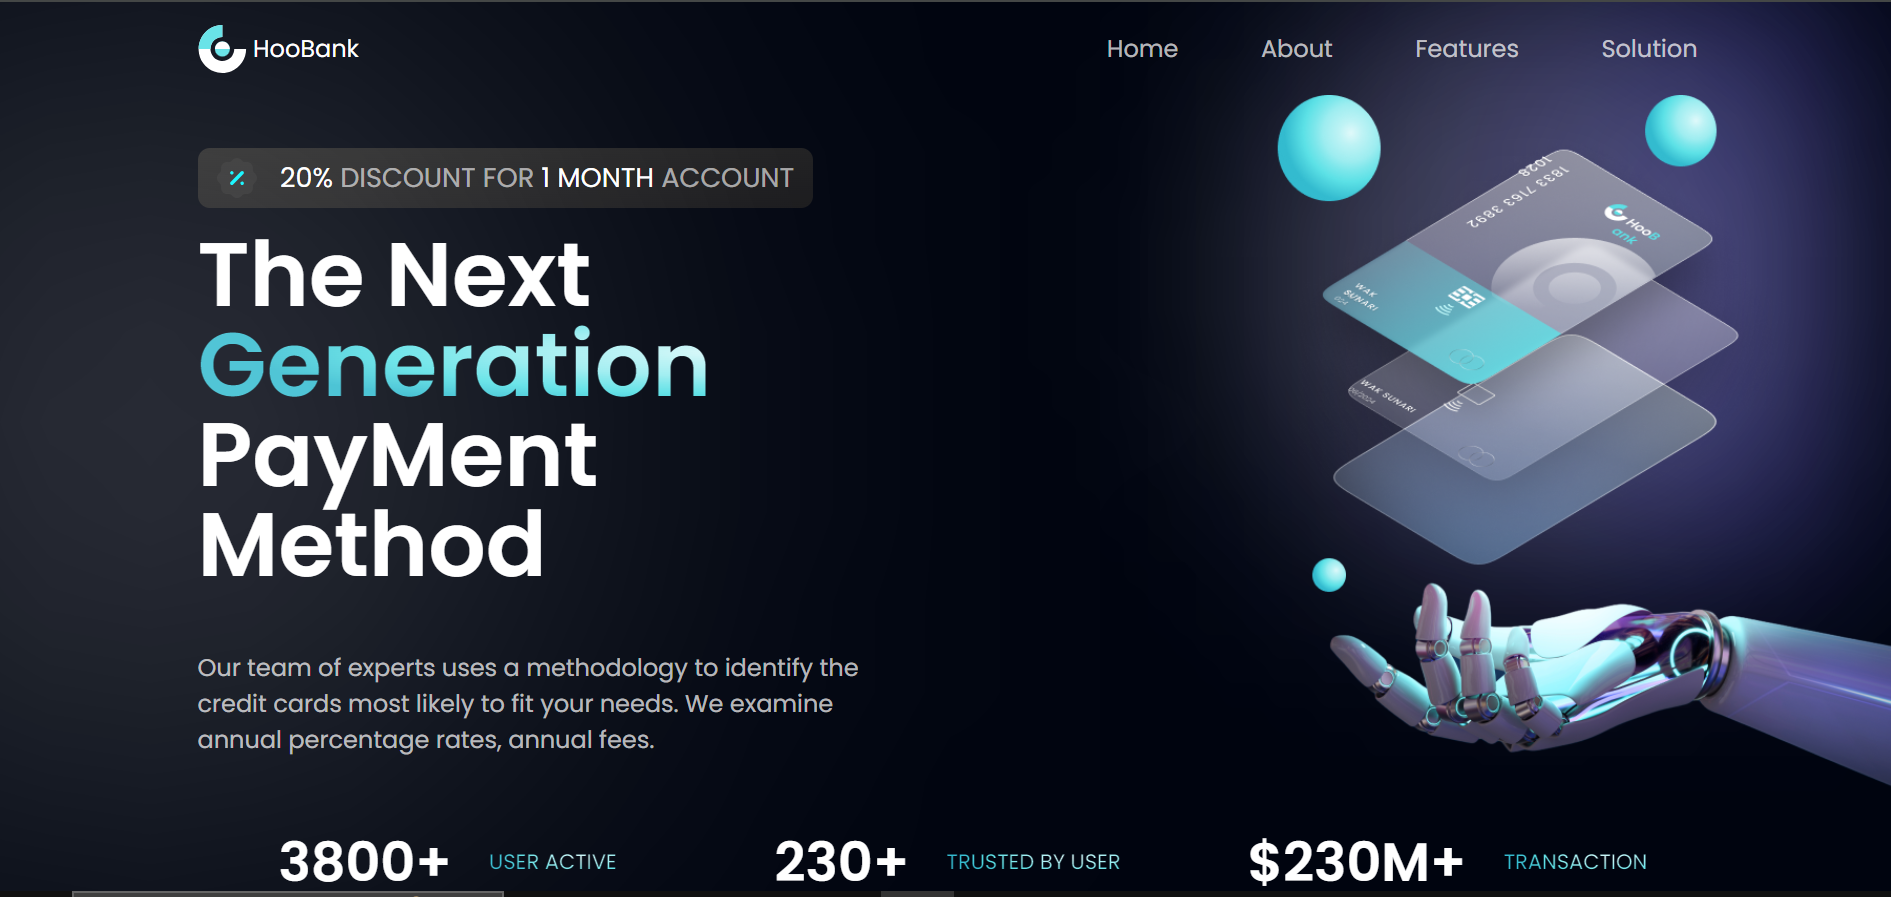 HooBank
Home About Features Solution
20% DISCOUNT FOR 1 MONTH ACCOUNT
The Next
Generation
PayMent
Method
Our team of experts uses a methodology to identify the
credit cards most likely to fit your needs. We examine
annual percentage rates, annual fees.
1028
1833 7163 3892
HooB
ank
WAK
SUNARI
WAK SUNARI
3800+ USER ACTIVE
230+ TRUSTED BY USER
$230M+ TRANSACTION